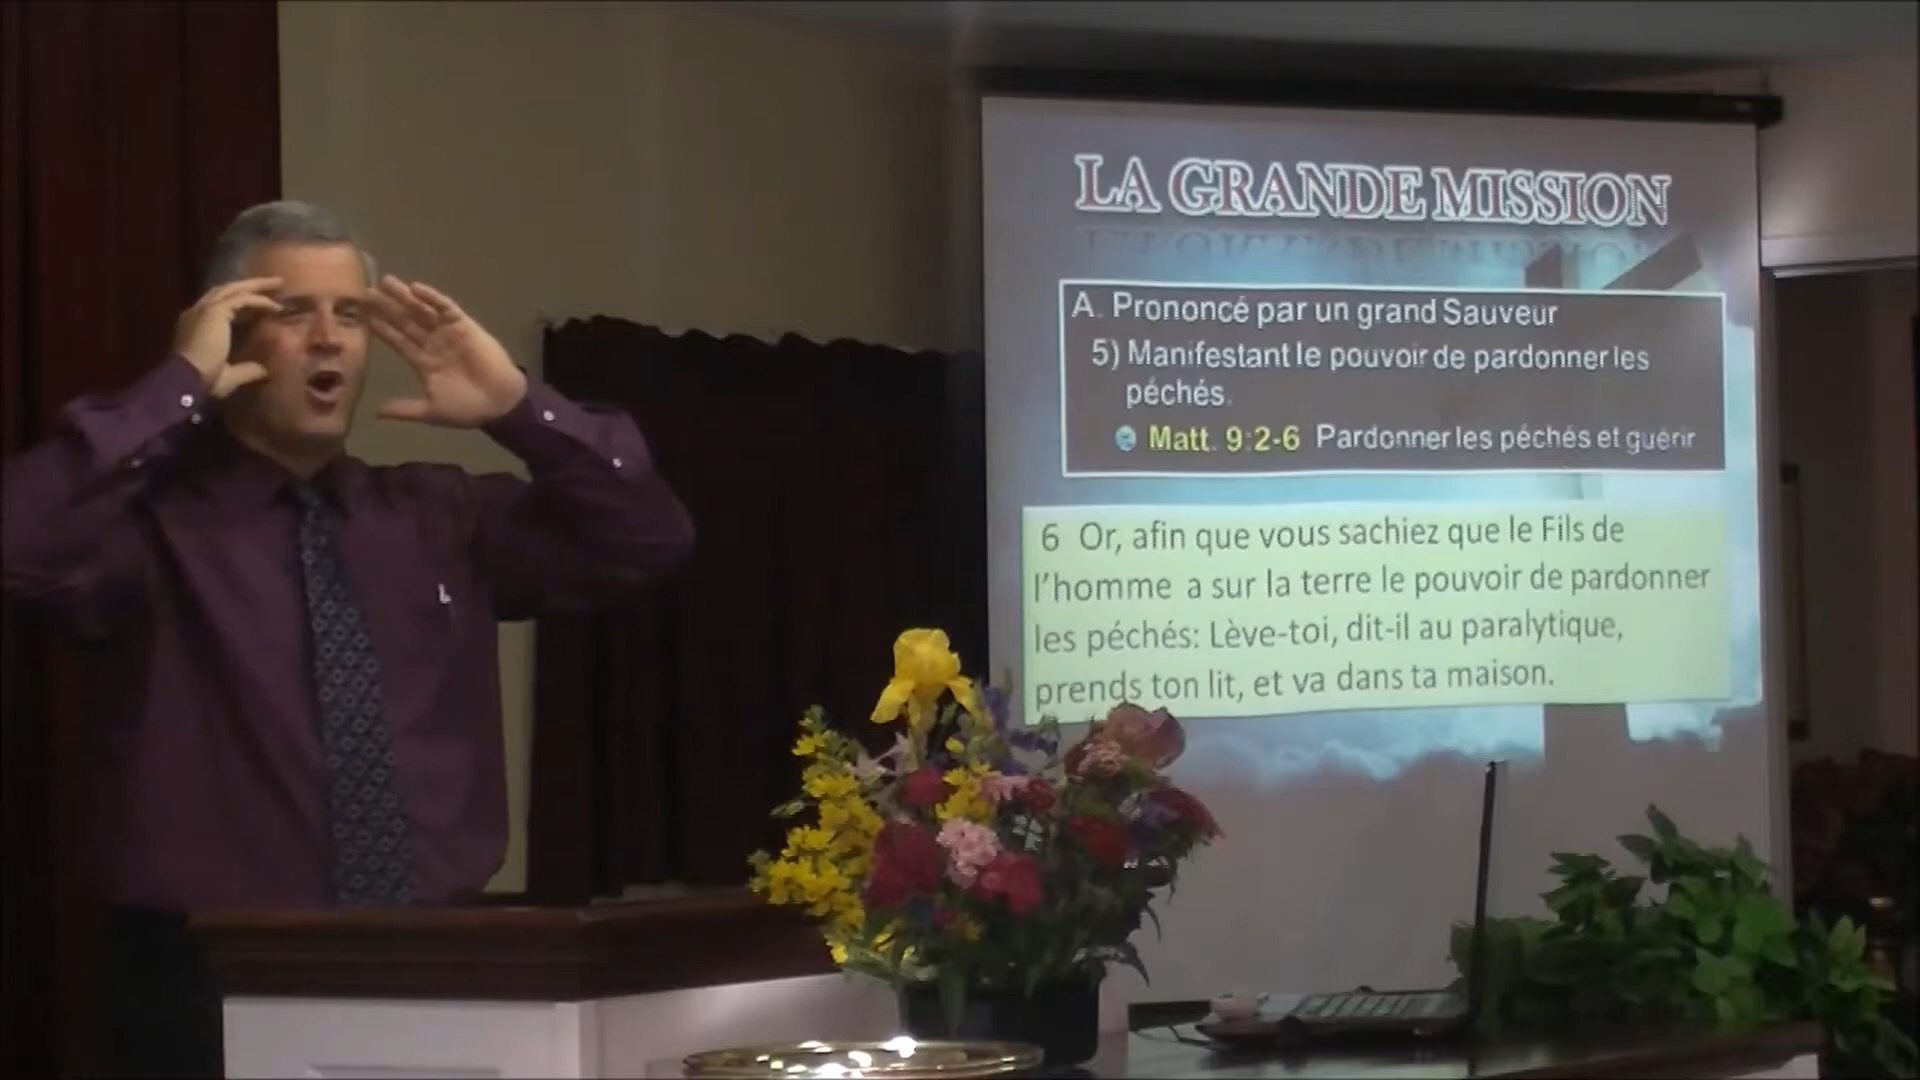 LA GRANDE MISSION
A. Prononcé par un grand Sauveur
5) Manifestant le pouvoir de pardonner les
péchés.
Matt. 9:2-6 Pardonner les péchés et guérir
6 Or, afin que vous sachiez que le Fils de
l'homme a sur la terre le pouvoir de pardonner
les péchés: Lève-toi, dit-il au paralytique,
prends ton lit, et va dans ta maison.